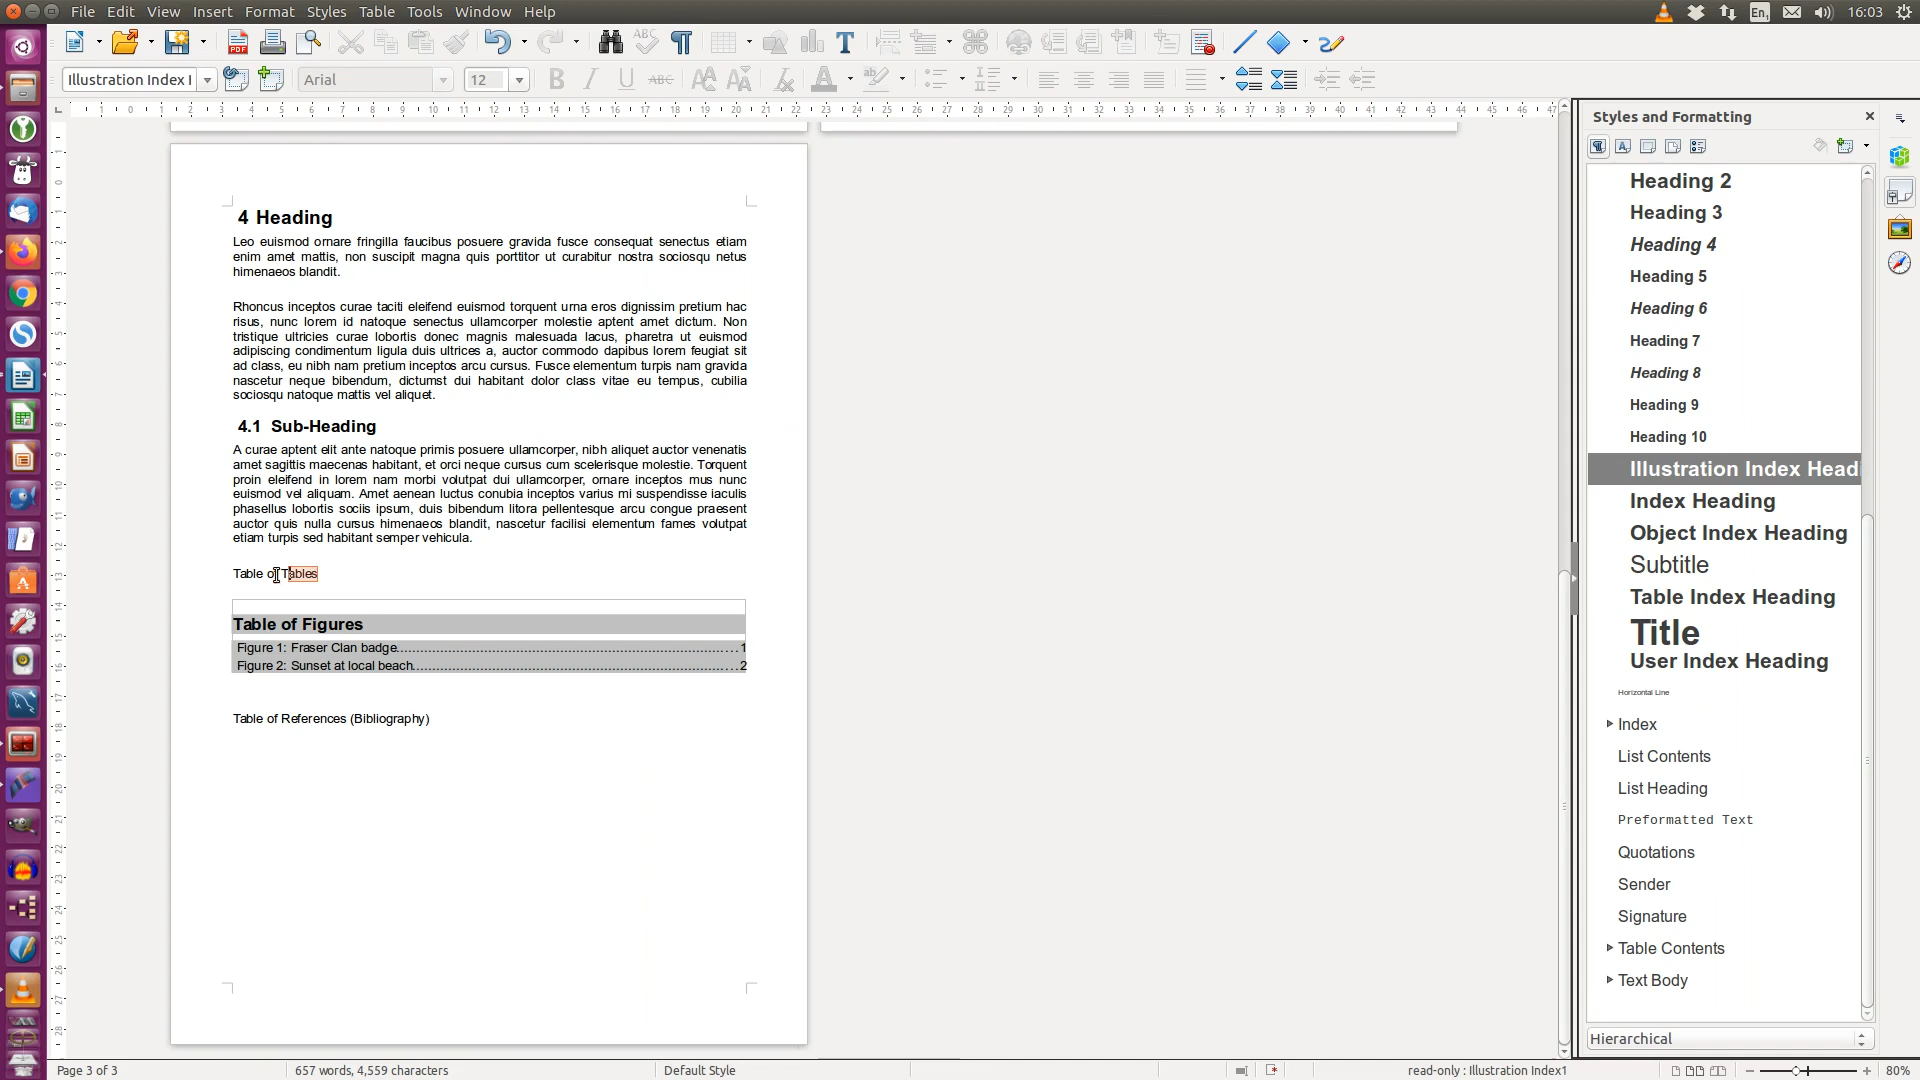 File Edit View Insert Format Styles Table Tools Window Help
En1 16:03
Illustration Index I Arial 12
Styles and Formatting
Heading 2
Heading 3
Heading 4
Heading 5
Heading 6
Heading 7
Heading 8
Heading 9
Heading 10
Illustration Index Head
Index Heading
Object Index Heading
Subtitle
Table Index Heading
Title
User Index Heading
Horizontal Line
Index
List Contents
List Heading
Preformatted Text
Quotations
Sender
Signature
Table Contents
Text Body
Hierarchical
4 Heading
Leo euismod ornare fringilla faucibus posuere gravida fusce consequat senectus etiam
enim amet mattis, non suscipit magna quis porttitor ut curabitur nostra sociosqu netus
himenaeos blandit.
Rhoncus inceptos curae taciti eleifend euismod torquent urna eros dignissim pretium hac
risus, nunc lorem id natoque senectus ullamcorper molestie aptent amet dictum. Non
tristique ultricies curae lobortis donec magnis malesuada lacus, pharetra ut euismod
adipiscing condimentum ligula duis ultrices a, auctor commodo dapibus lorem feugiat sit
ad class, eu nibh nam pretium inceptos arcu cursus. Fusce elementum turpis nam gravida
nascetur neque bibendum, dictumst dui habitant dolor class vitae eu tempus, cubilia
sociosqu natoque mattis vel aliquet.
4.1 Sub-Heading
A curae aptent elit ante natoque primis posuere ullamcorper, nibh aliquet auctor venenatis
amet sagittis maecenas habitant, et orci neque cursus cum scelerisque molestie. Torquent
proin eleifend in lorem nam morbi volutpat dui ullamcorper, ornare inceptos mus nunc
euismod vel aliquam. Amet aenean luctus conubia inceptos varius mi suspendisse iaculis
phasellus lobortis sociis ipsum, duis bibendum litora pellentesque arcu congue praesent
auctor quis nulla cursus himenaeos blandit, nascetur facilisi elementum fames volutpat
etiam turpis sed habitant semper vehicula.
Table of Tables
Table of Figures
Figure 1: Fraser Clan badge 1
Figure 2: Sunset at local beach 2
Table of References (Bibliography)
Page 3 of 3 657 words, 4,559 characters Default Style read-only : Illustration Index1 80%